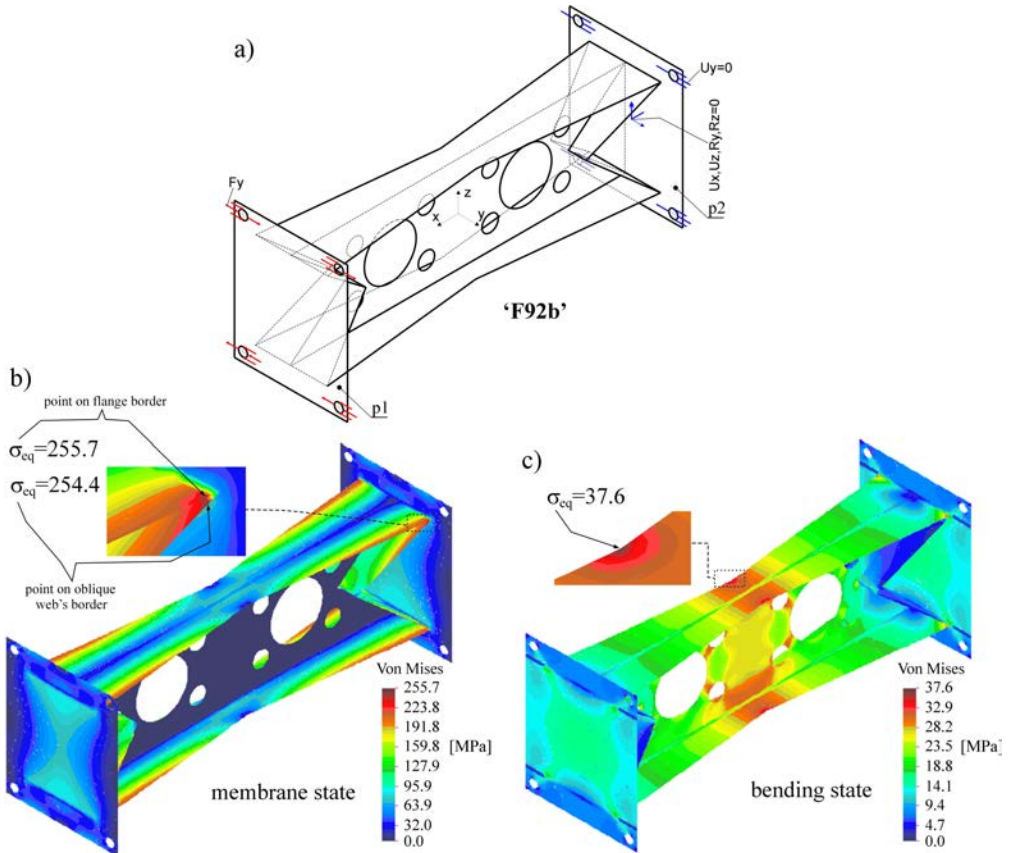 a)
Uy=0
Ux,Uz,Ry,Rz=0
Fy
z
x
y
p2
'F92b'
p1
b)
point on flange border
σeq=255.7
σeq=254.4
point on oblique
web's border
Von Mises
255.7
223.8
191.8
159.8
127.9
95.9
63.9
32.0
0.0
[MPa]
membrane state
c)
σeq=37.6
Von Mises
37.6
32.9
28.2
23.5
18.8
14.1
9.4
4.7
0.0
[MPa]
bending state